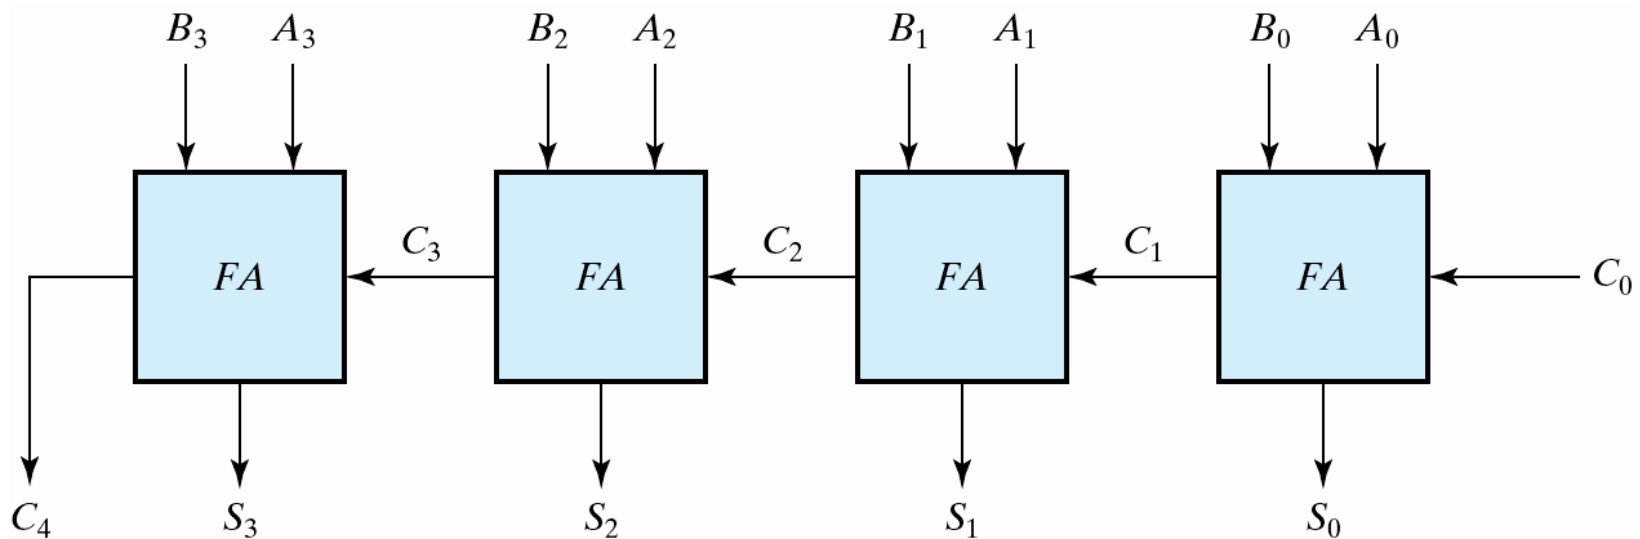 B₃ A₃ B₂ A₂ B₁ A₁ B₀ A₀
C₃ C₂ C₁
FA FA FA FA C₀
C₄ S₃ S₂ S₁ S₀